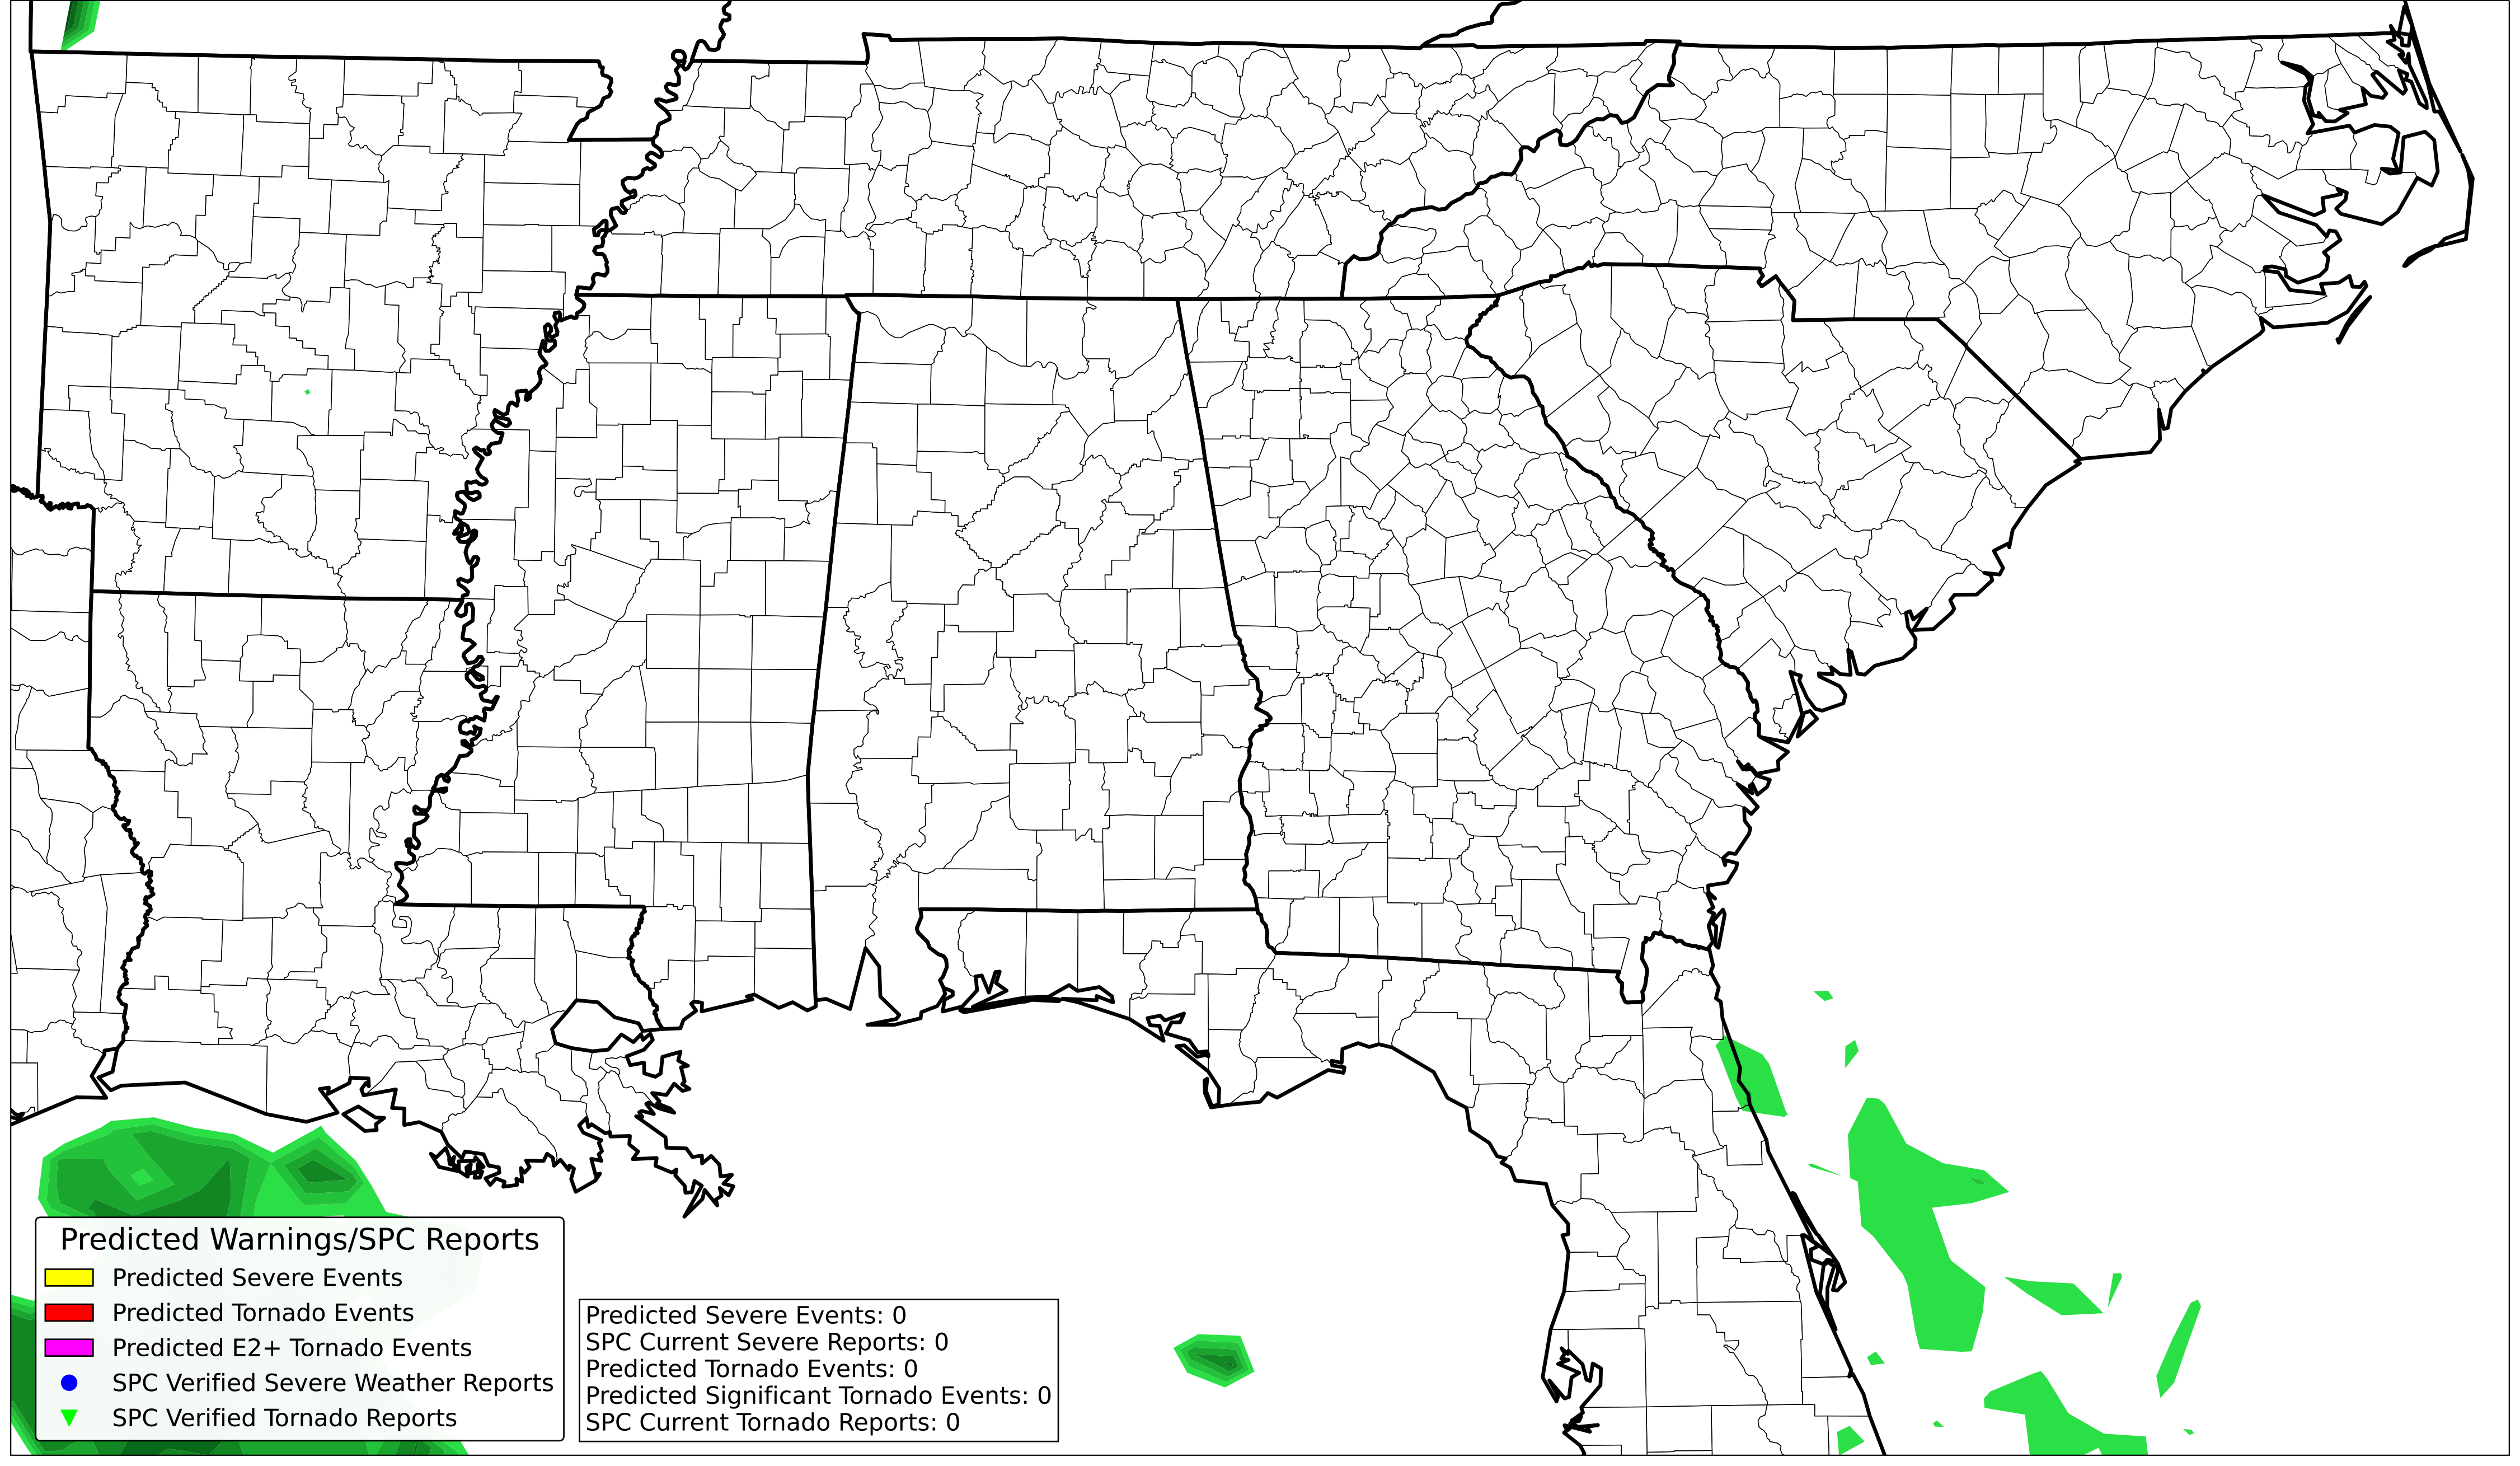 Predicted Warnings/SPC Reports
Predicted Severe Events
Predicted Tornado Events
Predicted E2+ Tornado Events
SPC Verified Severe Weather Reports
SPC Verified Tornado Reports
Predicted Severe Events: 0
SPC Current Severe Reports: 0
Predicted Tornado Events: 0
Predicted Significant Tornado Events: 0
SPC Current Tornado Reports: 0